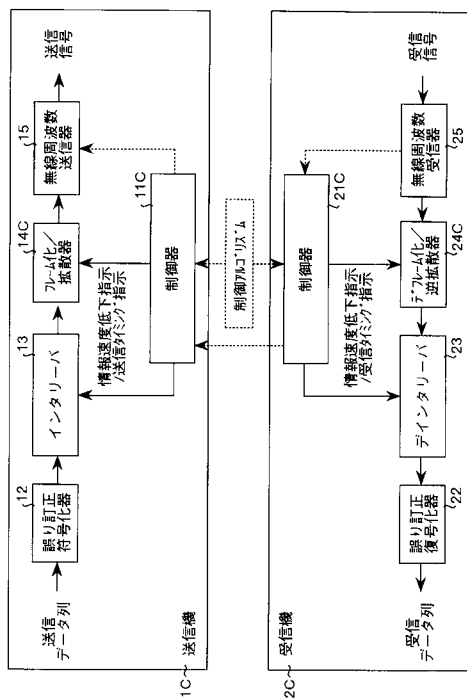 1C
送信機
送信
データ列
12
誤り訂正
符号化器
13
インタリーバ
14C
フレーム化/
拡散器
15
無線周波数
送信器
送信
信号
情報速度低下指示
/送信タイミング指示
11C
制御器
制御アルゴリズム
2C
受信機
21C
制御器
情報速度低下指示
/受信タイミング指示
受信
データ列
22
誤り訂正
復号化器
23
デインタリーバ
24C
デフレーム化/
逆拡散器
25
無線周波数
受信器
受信
信号